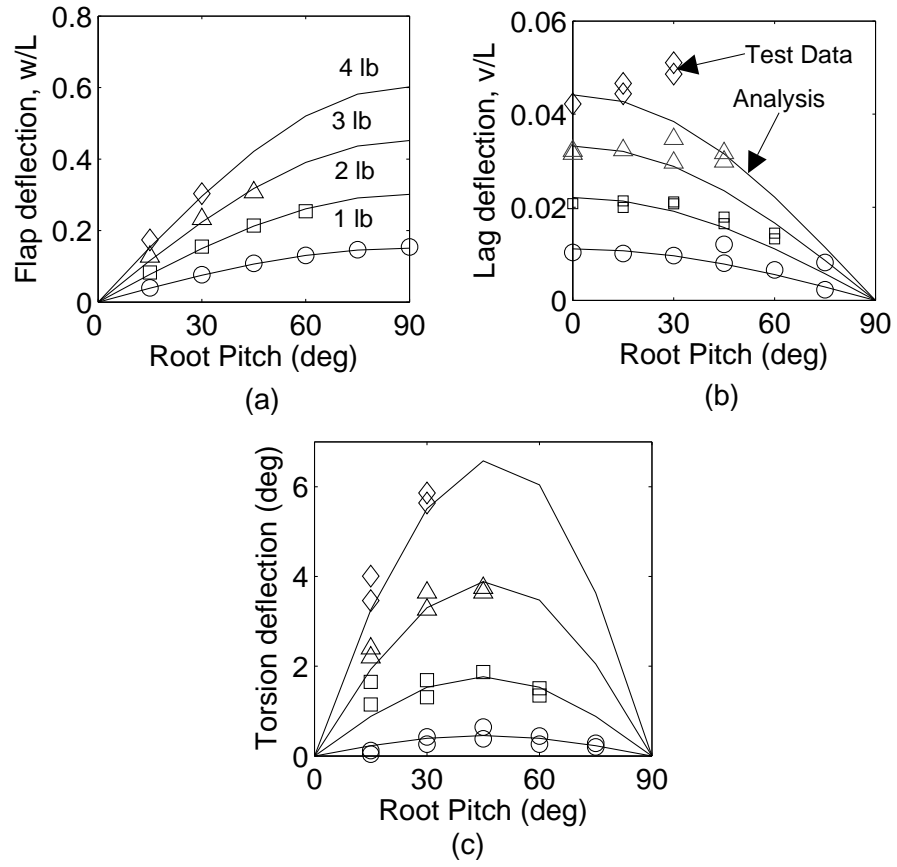 Flap deflection, w/L
0.8
0.6
0.4
0.2
0
4 lb
3 lb
2 lb
1 lb
0 30 60 90
Root Pitch (deg)
(a)
Lag deflection, v/L
0.06
0.04
0.02
0
Test Data
Analysis
0 30 60 90
Root Pitch (deg)
(b)
Torsion deflection (deg)
6
4
2
0
0 30 60 90
Root Pitch (deg)
(c)